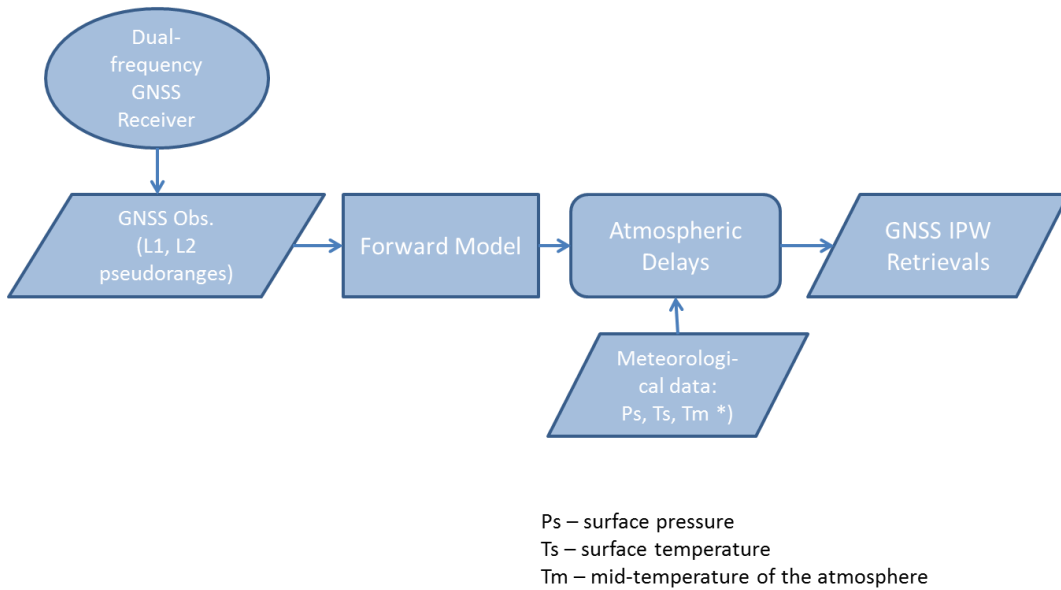 Dual-
frequency
GNSS
Receiver
GNSS Obs.
(L1, L2
pseudoranges)
Forward Model
Atmospheric
Delays
GNSS IPW
Retrievals
Meteorologi-
cal data:
Ps, Ts, Tm *)
Ps – surface pressure
Ts – surface temperature
Tm – mid-temperature of the atmosphere